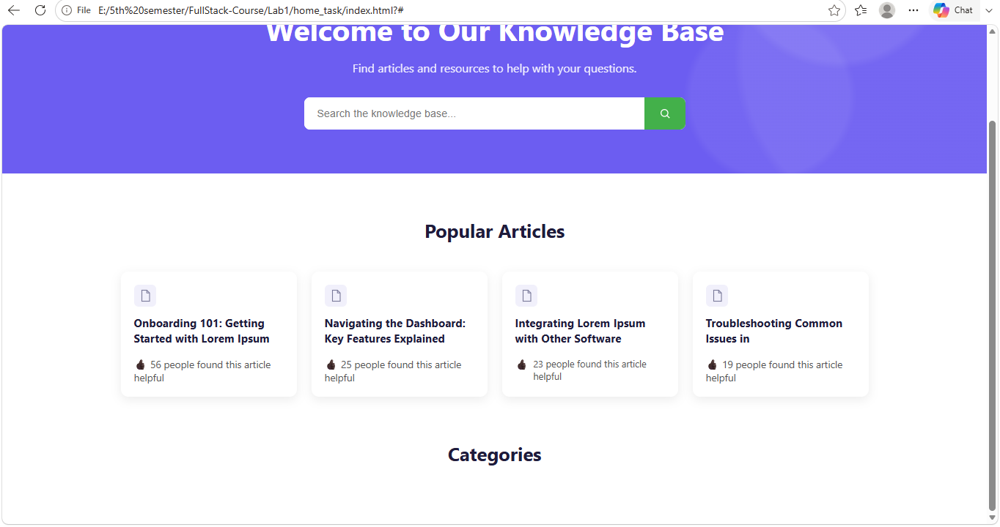 File E:/5th%20semester/FullStack-Course/Lab1/home_task/index.html?# Chat
Welcome to Our Knowledge Base
Find articles and resources to help with your questions.
Search the knowledge base...
Popular Articles
Onboarding 101: Getting
Started with Lorem Ipsum
👍🏿 56 people found this article
helpful
Navigating the Dashboard:
Key Features Explained
👍🏿 25 people found this article
helpful
Integrating Lorem Ipsum
with Other Software
👍🏿 23 people found this article
helpful
Troubleshooting Common
Issues in
👍🏿 19 people found this article
helpful
Categories